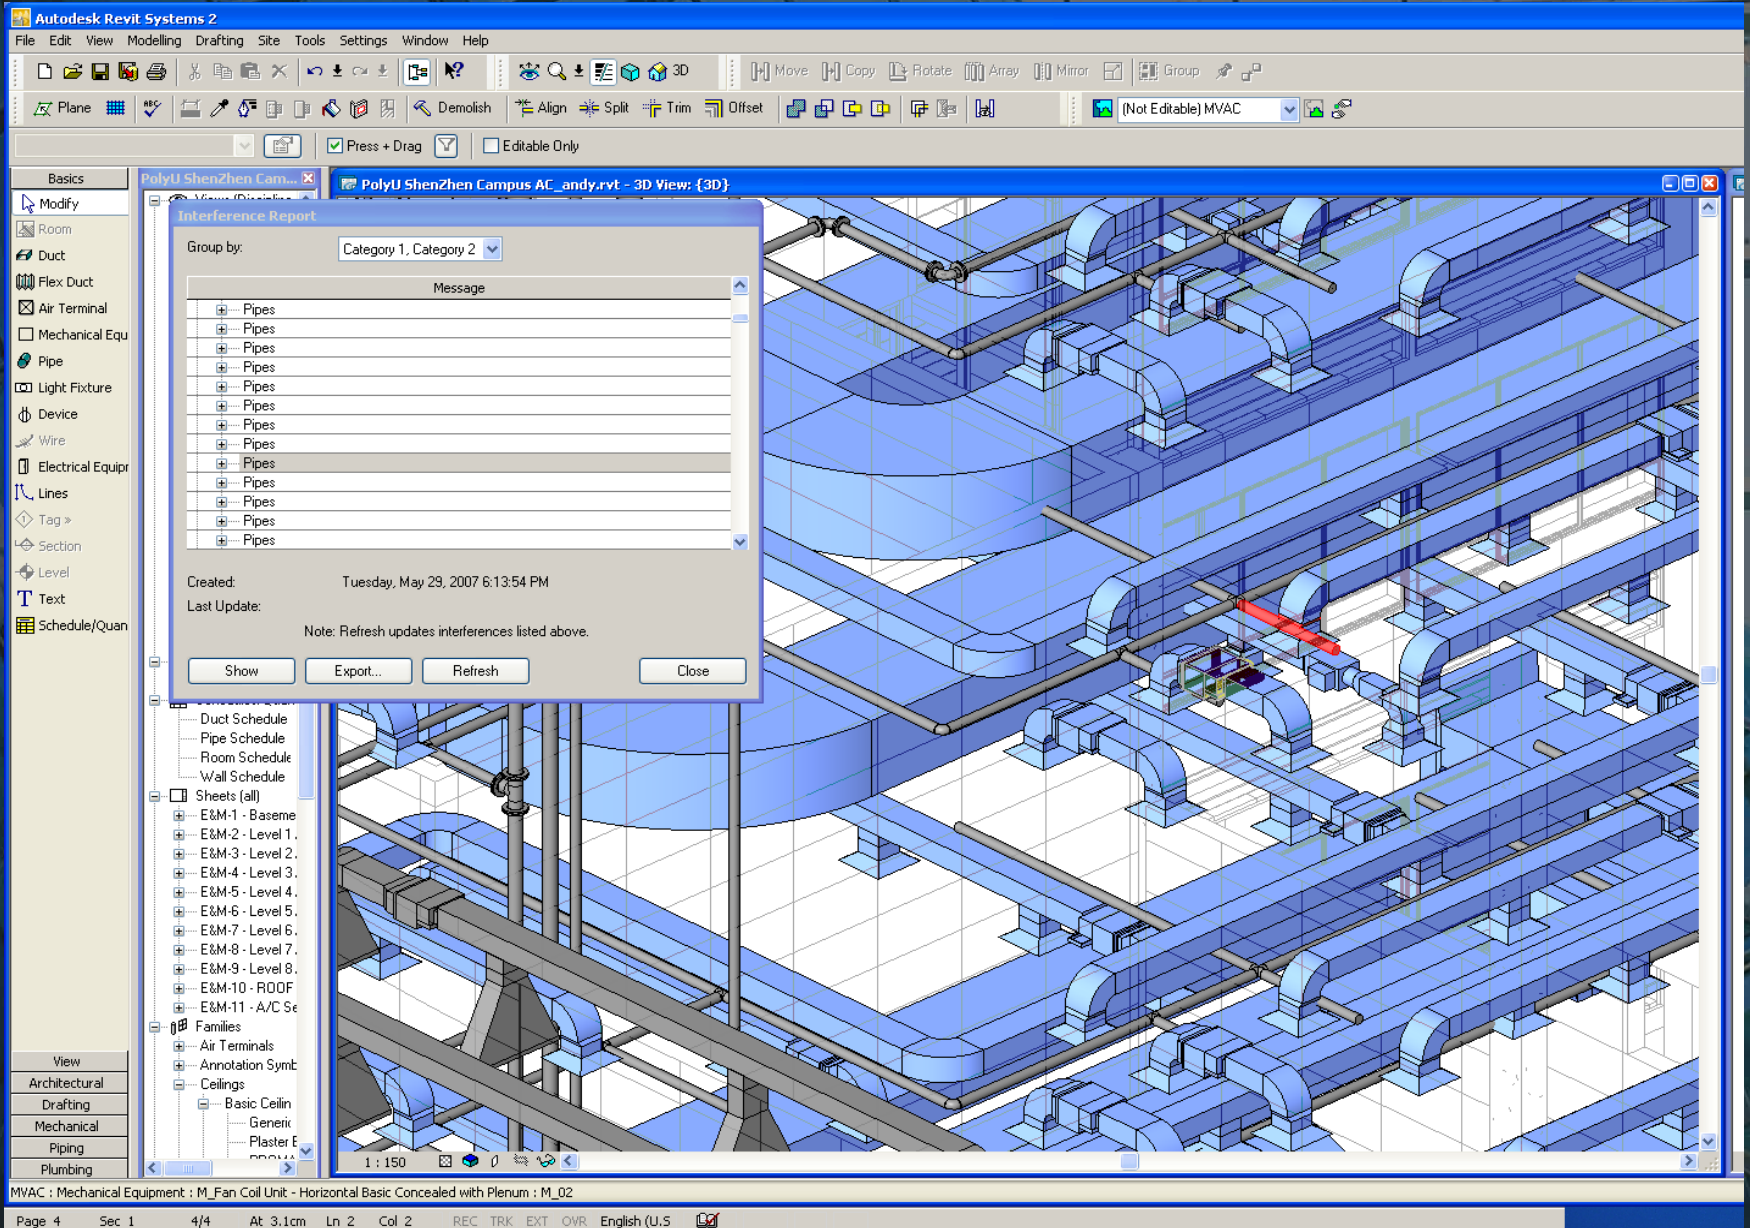 Autodesk Revit Systems 2
File Edit View Modelling Drafting Site Tools Settings Window Help
3D Move Copy Rotate Array Mirror Group
Plane Demolish Align Split Trim Offset (Not Editable) MVAC
Press + Drag Editable Only
Basics
Modify
Room
Duct
Flex Duct
Air Terminal
Mechanical Equ
Pipe
Light Fixture
Device
Wire
Electrical Equipr
Lines
Tag »
Section
Level
Text
Schedule/Quan
View
Architectural
Drafting
Mechanical
Piping
Plumbing
PolyU ShenZhen Cam...
Duct Schedule
Pipe Schedule
Room Schedule
Wall Schedule
Sheets (all)
E&M-1 - Baseme
E&M-2 - Level 1.
E&M-3 - Level 2.
E&M-4 - Level 3.
E&M-5 - Level 4.
E&M-6 - Level 5.
E&M-7 - Level 6.
E&M-8 - Level 7.
E&M-9 - Level 8.
E&M-10 - ROOF
E&M-11 - A/C Se
Families
Air Terminals
Annotation Symb
Ceilings
Basic Ceilin
Generic
Plaster B
PolyU ShenZhen Campus AC_andy.rvt - 3D View: {3D}
Interference Report
Group by: Category 1, Category 2
Message
Pipes
Pipes
Pipes
Pipes
Pipes
Pipes
Pipes
Pipes
Pipes
Pipes
Pipes
Pipes
Pipes
Created: Tuesday, May 29, 2007 6:13:54 PM
Last Update:
Note: Refresh updates interferences listed above.
Show Export... Refresh Close
1 : 150
MVAC : Mechanical Equipment : M_Fan Coil Unit - Horizontal Basic Concealed with Plenum : M_02
Page 4 Sec 1 4/4 At 3.1cm Ln 2 Col 2 REC TRK EXT OVR English (U.S